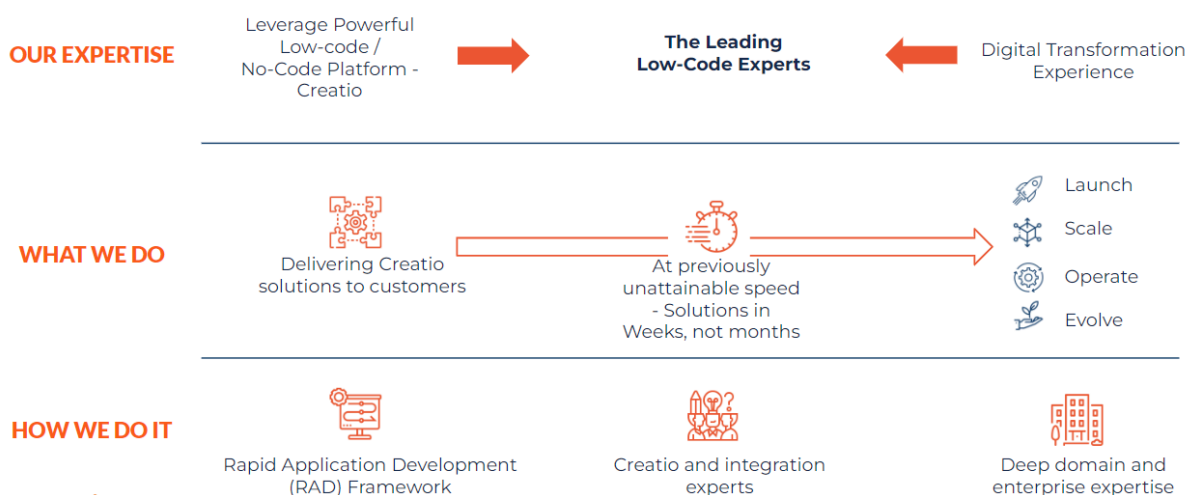 OUR EXPERTISE
Leverage Powerful
Low-code /
No-Code Platform -
Creatio
The Leading
Low-Code Experts
Digital Transformation
Experience
WHAT WE DO
Delivering Creatio
solutions to customers
At previously
unattainable speed
- Solutions in
Weeks, not months
Launch
Scale
Operate
Evolve
HOW WE DO IT
Rapid Application Development
(RAD) Framework
Creatio and integration
experts
Deep domain and
enterprise expertise